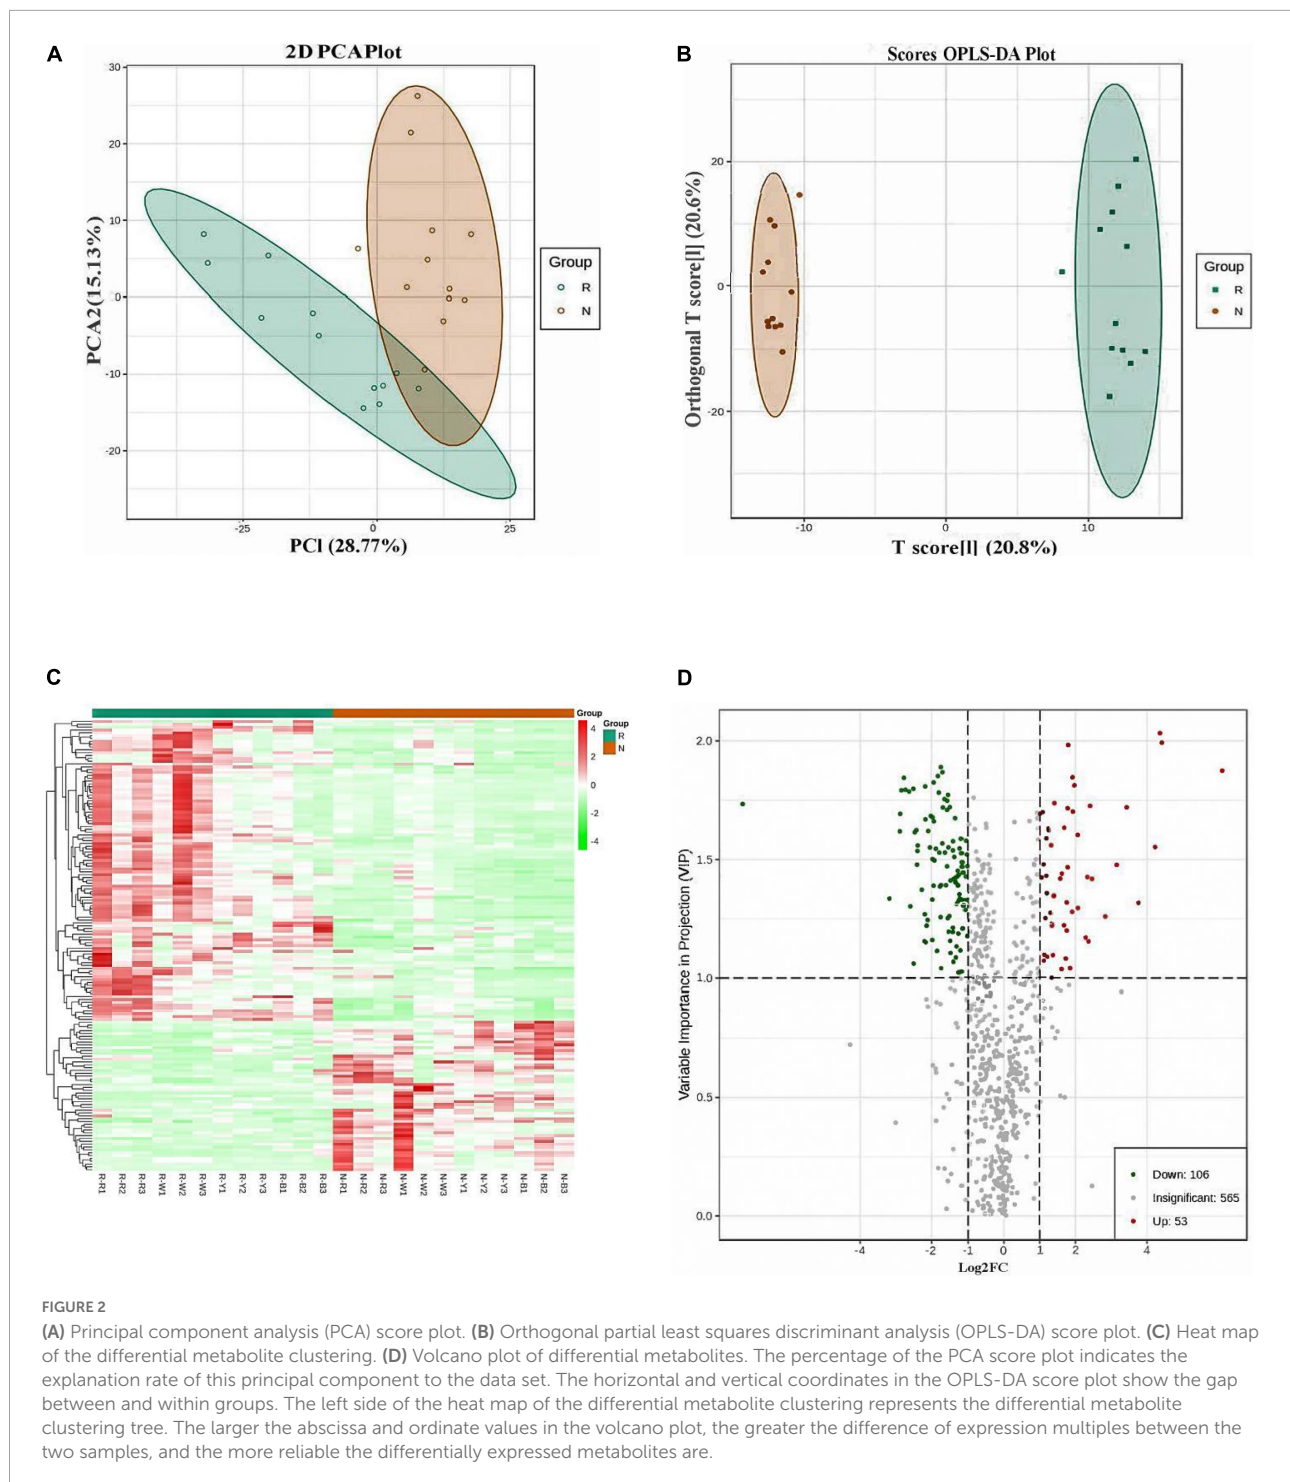 (A)
2D PCAPlot
30
20
10
0
-10
-20
PCA2(15.13%)
-25
0
25
PCl (28.77%)
Group
R
N
(B)
Scores OPLS-DA Plot
20
0
-20
Orthogonal T score[l] (20.6%)
-10
0
10
T score[l] (20.8%)
Group
R
N
(C)
Group
4
2
0
-2
-4
Group
R
N
R-R1
R-R2
R-R3
R-W1
R-W2
R-W3
R-Y1
R-Y2
R-Y3
R-B1
R-B2
R-B3
N-R1
N-R2
N-R3
N-W1
N-W2
N-W3
N-Y1
N-Y2
N-Y3
N-B1
N-B2
N-B3
(D)
2.0
1.5
1.0
0.5
0.0
Variable Importance in Projection (VIP)
-4
-2
-1
0
1
2
4
Log2FC
Down: 106
Insignificant: 565
Up: 53
FIGURE 2
(A) Principal component analysis (PCA) score plot. (B) Orthogonal partial least squares discriminant analysis (OPLS-DA) score plot. (C) Heat map
of the differential metabolite clustering. (D) Volcano plot of differential metabolites. The percentage of the PCA score plot indicates the
explanation rate of this principal component to the data set. The horizontal and vertical coordinates in the OPLS-DA score plot show the gap
between and within groups. The left side of the heat map of the differential metabolite clustering represents the differential metabolite
clustering tree. The larger the abscissa and ordinate values in the volcano plot, the greater the difference of expression multiples between the
two samples, and the more reliable the differentially expressed metabolites are.